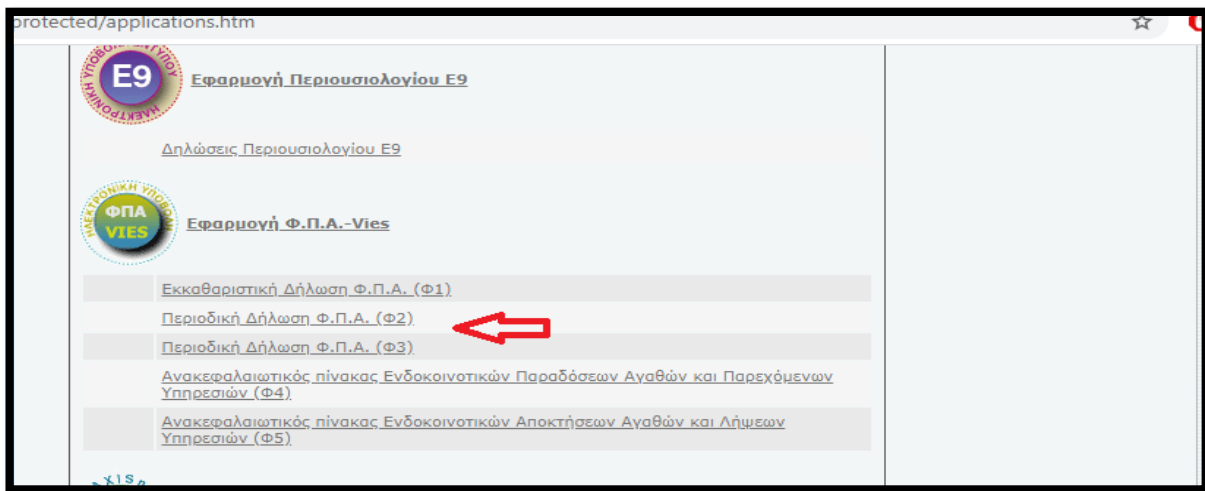 protected/applications.htm
E9
ΗΛΕΚΤΡΟΝΙΚΗ ΥΠΟΒΟΛΗ ΕΝΤΥΠΟΥ
Εφαρμογή Περιουσιολογίου Ε9
Δηλώσεις Περιουσιολογίου Ε9
ΗΛΕΚΤΡΟΝΙΚΗ ΥΠΟΒΟΛΗ
ΦΠΑ
VIES
Εφαρμογή Φ.Π.Α.-Vies
Εκκαθαριστική Δήλωση Φ.Π.Α. (Φ1)
Περιοδική Δήλωση Φ.Π.Α. (Φ2)
Περιοδική Δήλωση Φ.Π.Α. (Φ3)
Ανακεφαλαιωτικός πίνακας Ενδοκοινοτικών Παραδόσεων Αγαθών και Παρεχόμενων
Υπηρεσιών (Φ4)
Ανακεφαλαιωτικός πίνακας Ενδοκοινοτικών Αποκτήσεων Αγαθών και Λήψεων
Υπηρεσιών (Φ5)